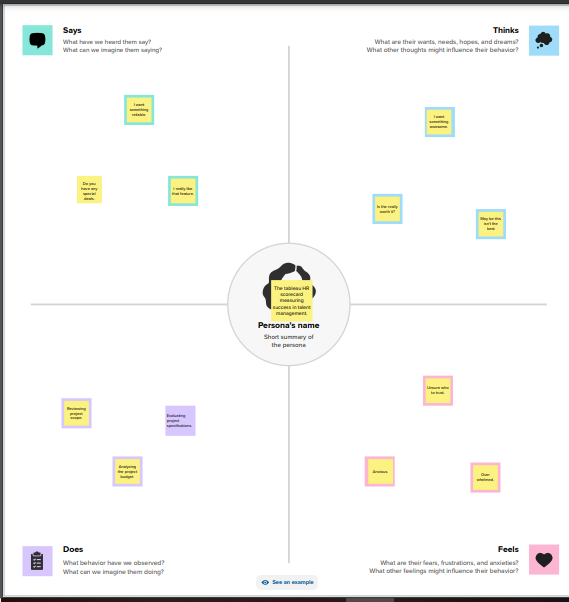 Says
What have we heard them say?
What can we imagine them saying?
Thinks
What are their wants, needs, hopes, and dreams?
What other thoughts might influence their behavior?
I want
something
reliable
Do you
have any
special
deals.
I really like
that feature.
I want
something
awesome.
Is the really
worth it?
May be this
isn't the
best
The tableau HR
scorecard
measuring
success in talent
management.
Persona's name
Short summary of
the persona
Reviewing
project
scope
Evaluating
project
specifications.
Analyzing
the project
budget.
Unsure who
to trust.
Anxious
Over
whelmed.
Does
What behavior have we observed?
What can we imagine them doing?
Feels
What are their fears, frustrations, and anxieties?
What other feelings might influence their behavior?
See an example